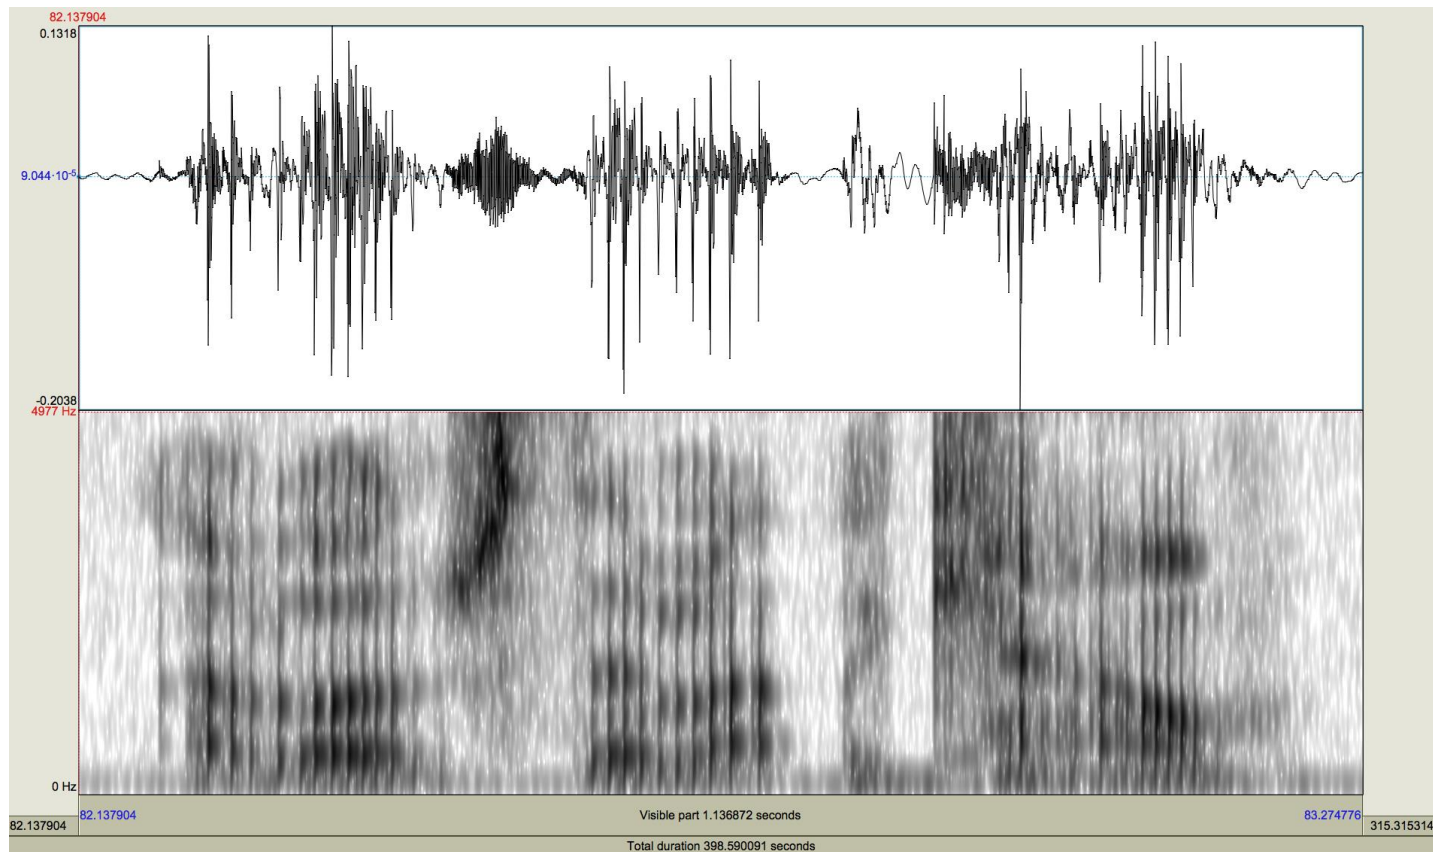 82.137904
0.1318
9.044·10⁻⁵
-0.2038
4977 Hz
0 Hz
82.137904 Visible part 1.136872 seconds 83.274776
82.137904 315.315314
Total duration 398.590091 seconds